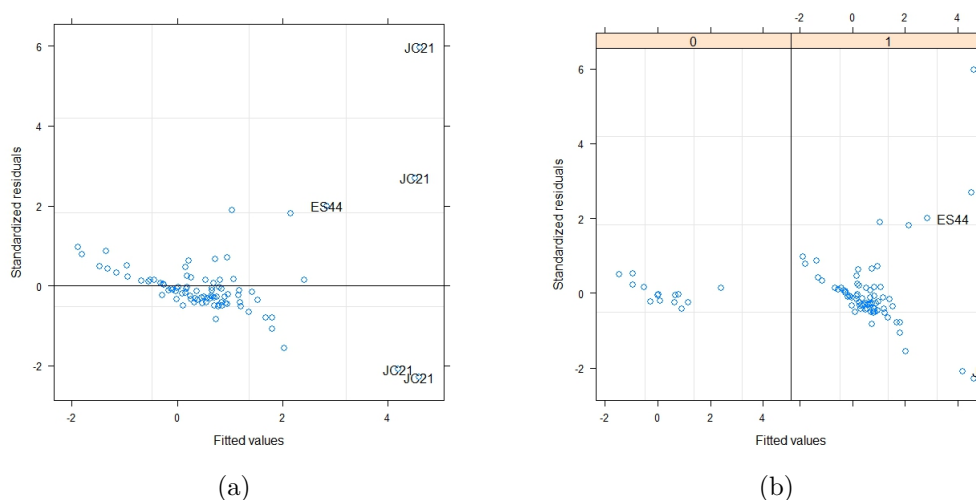 -2 0 2 4
0 1
6
JC21
6
4
4
JC21
2
ES44
2
ES44
0
0
-2
JC21
JC21
-2
-2 0 2 4
-2 0 2 4
Standardized residuals
Standardized residuals
Fitted values
Fitted values
(a)
(b)